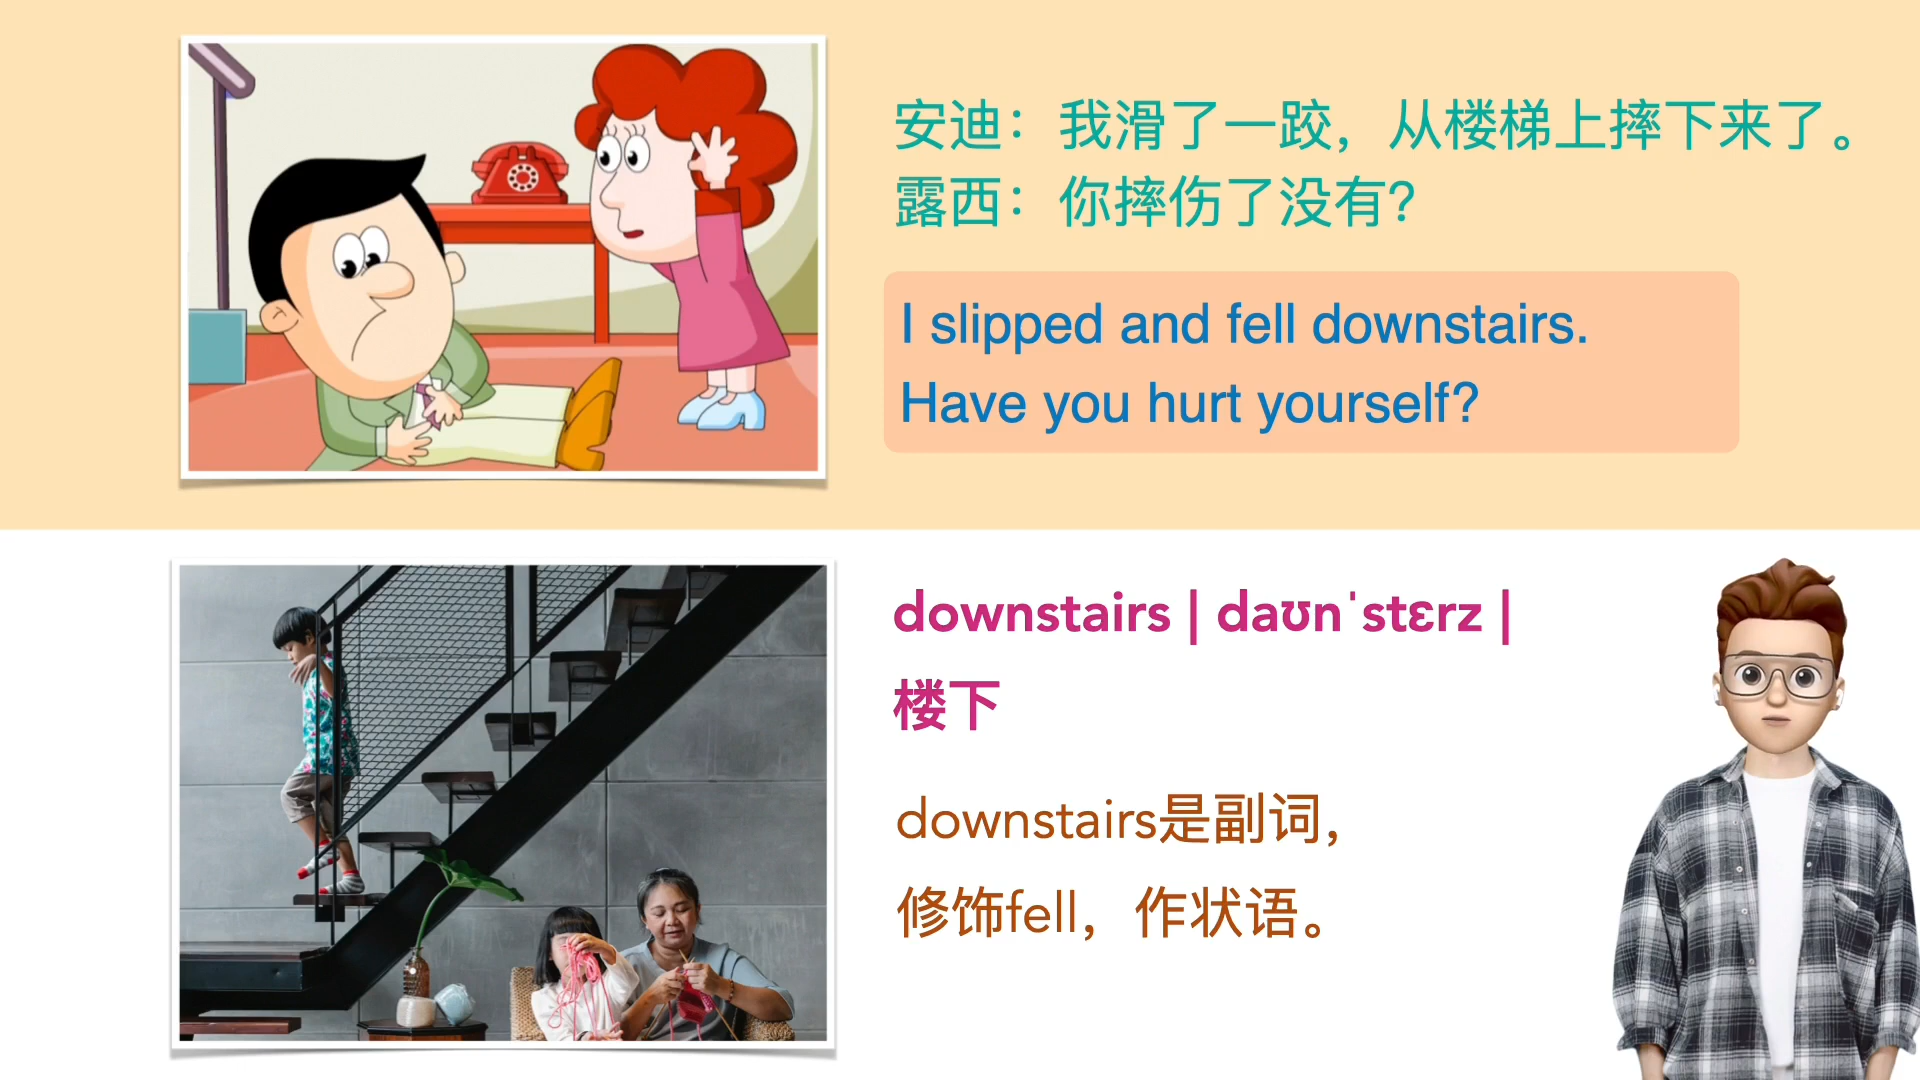 安迪：我滑了一跤，从楼梯上摔下来了。
露西：你摔伤了没有？
I slipped and fell downstairs.
Have you hurt yourself?
downstairs | daʊnˈstɛrz |
楼下
downstairs是副词，
修饰fell，作状语。